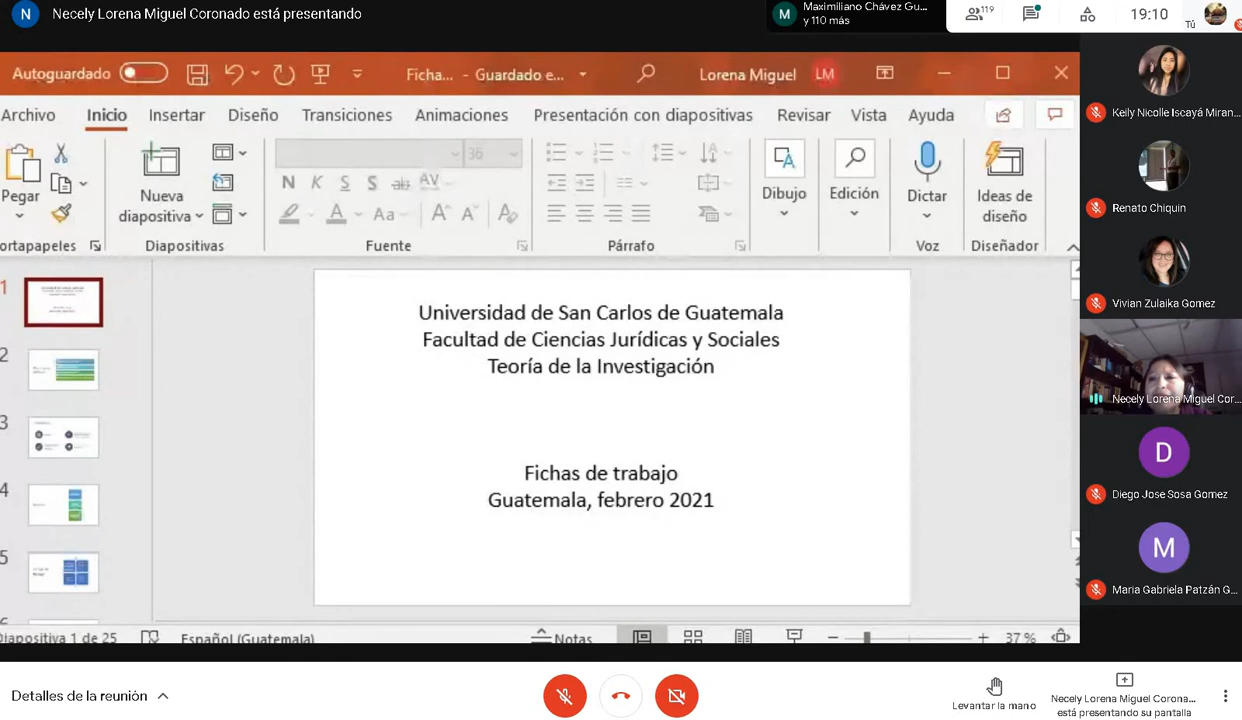 N Necely Lorena Miguel Coronado está presentando
M Maximiliano Chávez Gu...
y 110 más
119
19:10
Tú
Autoguardado
Ficha... - Guardado e...
Lorena Miguel LM
Archivo Inicio Insertar Diseño Transiciones Animaciones Presentación con diapositivas Revisar Vista Ayuda
36
N K S S ab AV
Pegar
Nueva
diapositiva
Aa A A
Dibujo Edición Dictar
Ideas de
diseño
ortapapeles Diapositivas Fuente Párrafo Voz Diseñador
1
2
3
4
5
Universidad de San Carlos de Guatemala
Facultad de Ciencias Jurídicas y Sociales
Teoría de la Investigación
Fichas de trabajo
Guatemala, febrero 2021
Diapositiva 1 de 25 Español (Guatemala) Notas 37 %
Keily Nicolle Iscayá Miran...
Renato Chiquin
Vivian Zulaika Gomez
Necely Lorena Miguel Cor...
D
Diego Jose Sosa Gomez
M
Maria Gabriela Patzán G...
Detalles de la reunión
Levantar la mano
Necely Lorena Miguel Corona...
está presentando su pantalla